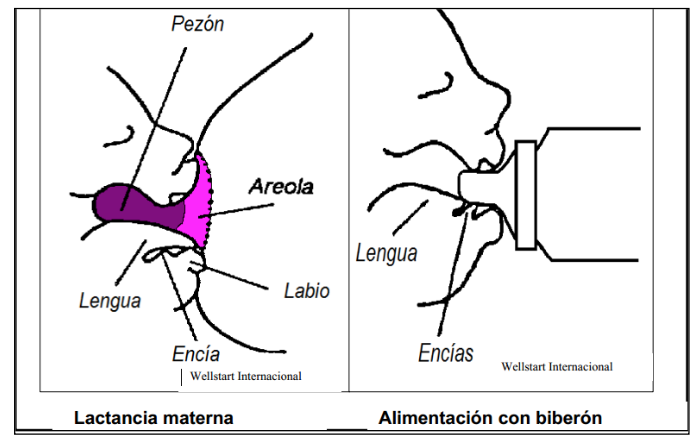 Pezón
Areola
Lengua
Labio
Encía
Wellstart Internacional
Lengua
Encías
Wellstart Internacional
Lactancia materna
Alimentación con biberón